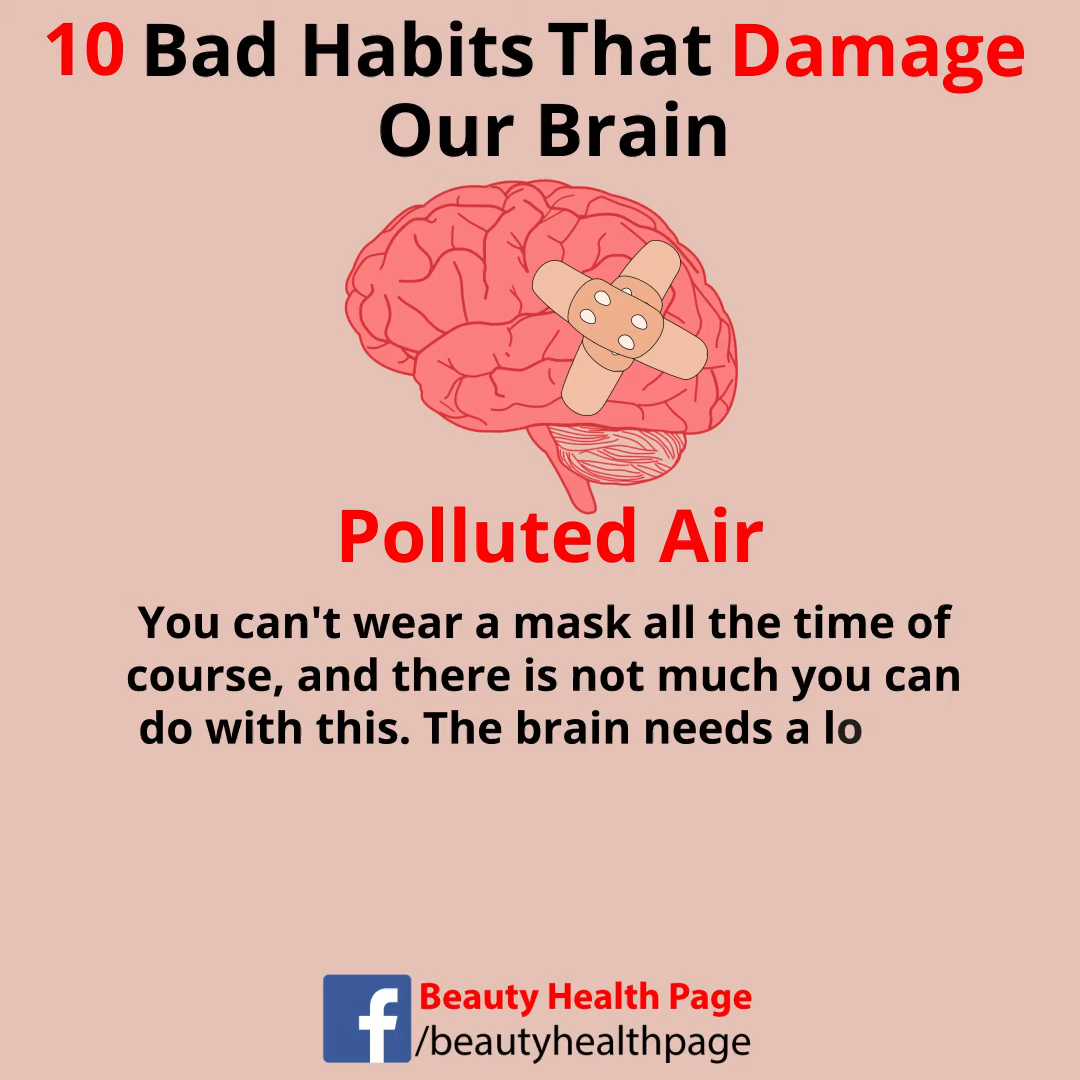 10 Bad Habits That Damage
Our Brain
Polluted Air
You can't wear a mask all the time of
course, and there is not much you can
do with this. The brain needs a lo
Beauty Health Page
/beautyhealthpage